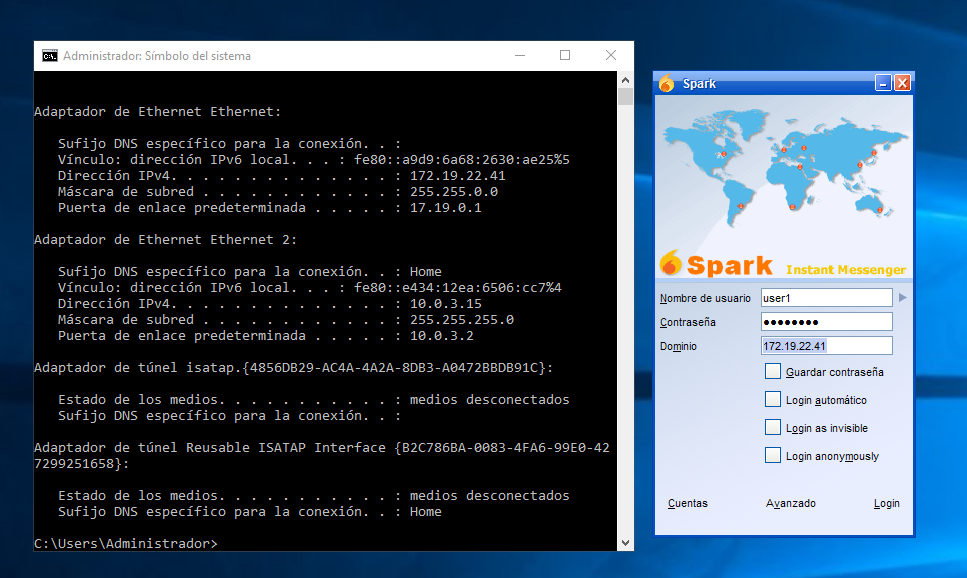 Administrador: Símbolo del sistema
Adaptador de Ethernet Ethernet:
Sufijo DNS específico para la conexión. . :
Vínculo: dirección IPv6 local. . . : fe80::a9d9:6a68:2630:ae25%5
Dirección IPv4. . . . . . . . . . . . . . : 172.19.22.41
Máscara de subred . . . . . . . . . . . . : 255.255.0.0
Puerta de enlace predeterminada . . . . . : 17.19.0.1
Adaptador de Ethernet Ethernet 2:
Sufijo DNS específico para la conexión. . : Home
Vínculo: dirección IPv6 local. . . : fe80::e434:12ea:6506:cc7%4
Dirección IPv4. . . . . . . . . . . . . . : 10.0.3.15
Máscara de subred . . . . . . . . . . . . : 255.255.255.0
Puerta de enlace predeterminada . . . . . : 10.0.3.2
Adaptador de túnel isatap.{4856DB29-AC4A-4A2A-8DB3-A0472BBDB91C}:
Estado de los medios. . . . . . . . . . . : medios desconectados
Sufijo DNS específico para la conexión. . :
Adaptador de túnel Reusable ISATAP Interface {B2C786BA-0083-4FA6-99E0-42
7299251658}:
Estado de los medios. . . . . . . . . . . : medios desconectados
Sufijo DNS específico para la conexión. . : Home
C:\Users\Administrador>
Spark
Spark Instant Messenger
Nombre de usuario user1
Contraseña ●●●●●●●●
Dominio 172.19.22.41
Guardar contraseña
Login automático
Login as invisible
Login anonymously
Cuentas Avanzado Login